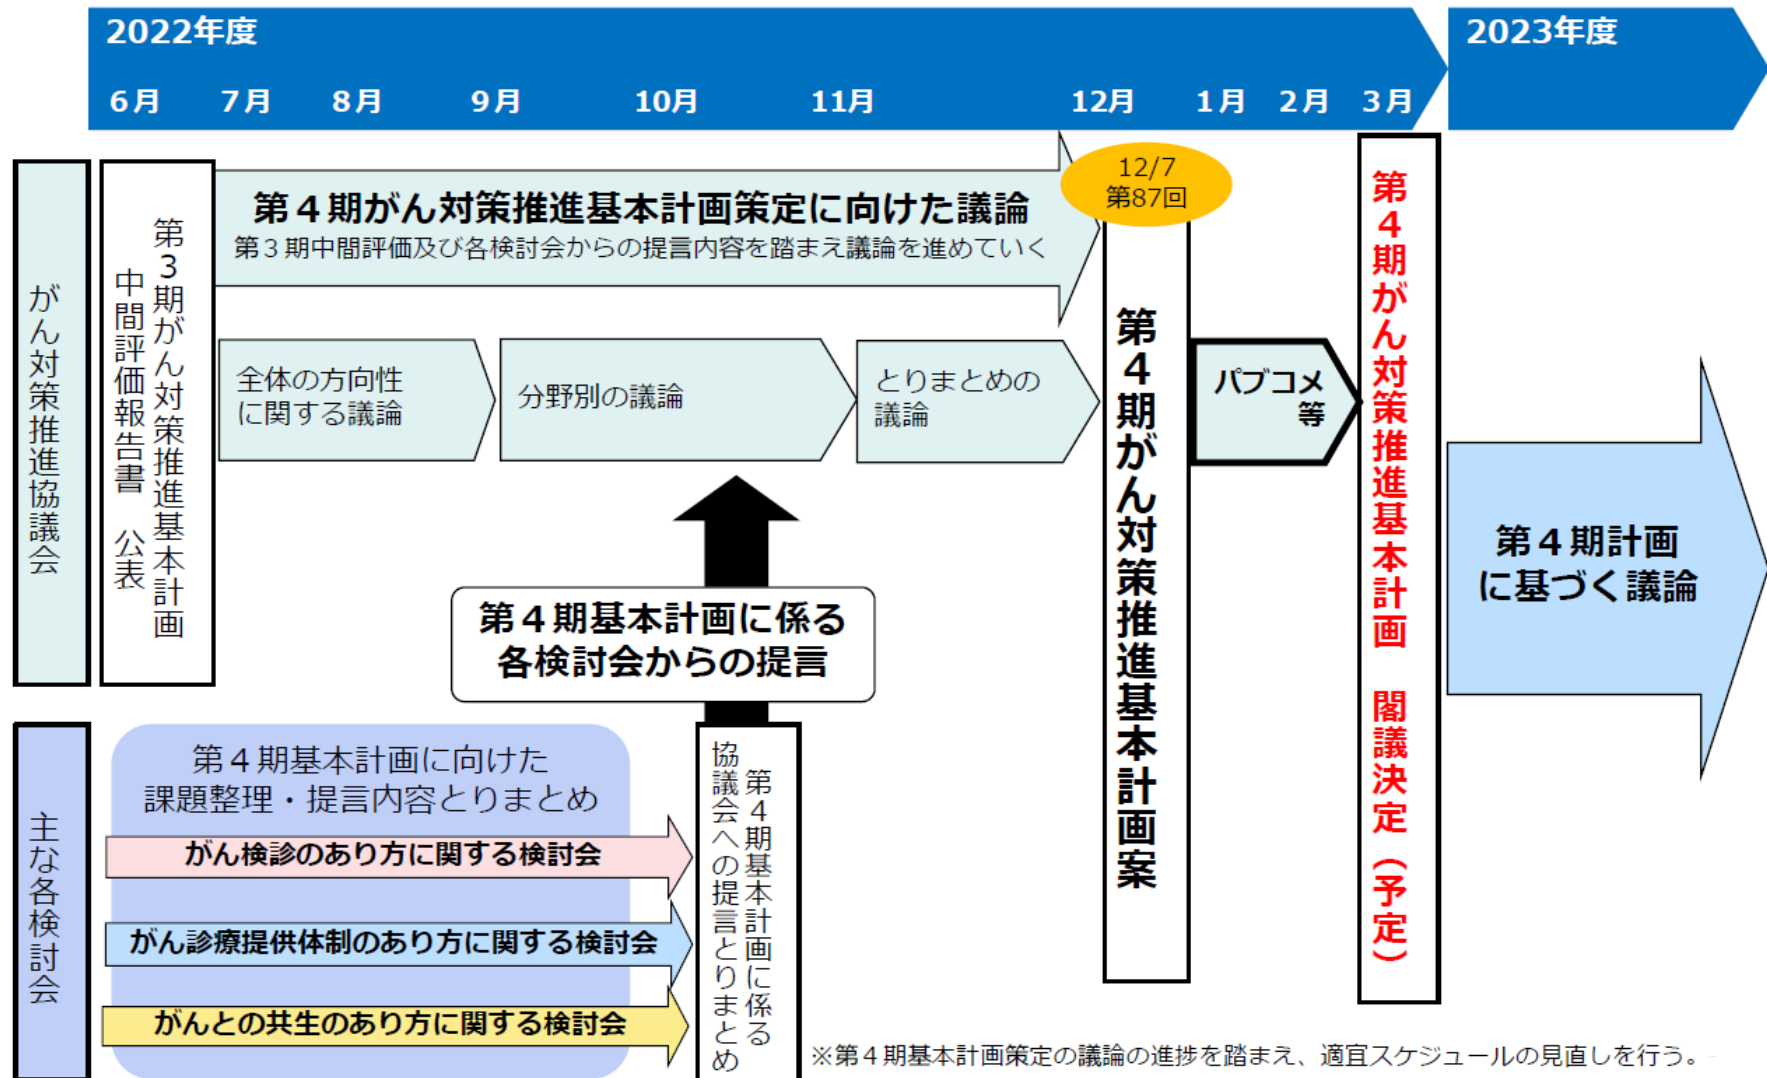 2022年度
2023年度
6月
7月
8月
9月
10月
11月
12月
1月
2月
3月
がん対策推進協議会
第3期がん対策推進基本計画
中間評価報告書　公表
第4期がん対策推進基本計画策定に向けた議論
第3期中間評価及び各検討会からの提言内容を踏まえ議論を進めていく
12/7
第87回
全体の方向性
に関する議論
分野別の議論
とりまとめの
議論
第4期がん対策推進基本計画案
パブコメ
等
第4期がん対策推進基本計画　閣議決定（予定）
第4期計画
に基づく議論
第4期基本計画に係る
各検討会からの提言
主な各検討会
第4期基本計画に向けた
課題整理・提言内容とりまとめ
がん検診のあり方に関する検討会
がん診療提供体制のあり方に関する検討会
がんとの共生のあり方に関する検討会
第4期基本計画に係る
協議会への提言とりまとめ
※第4期基本計画策定の議論の進捗を踏まえ、適宜スケジュールの見直しを行う。